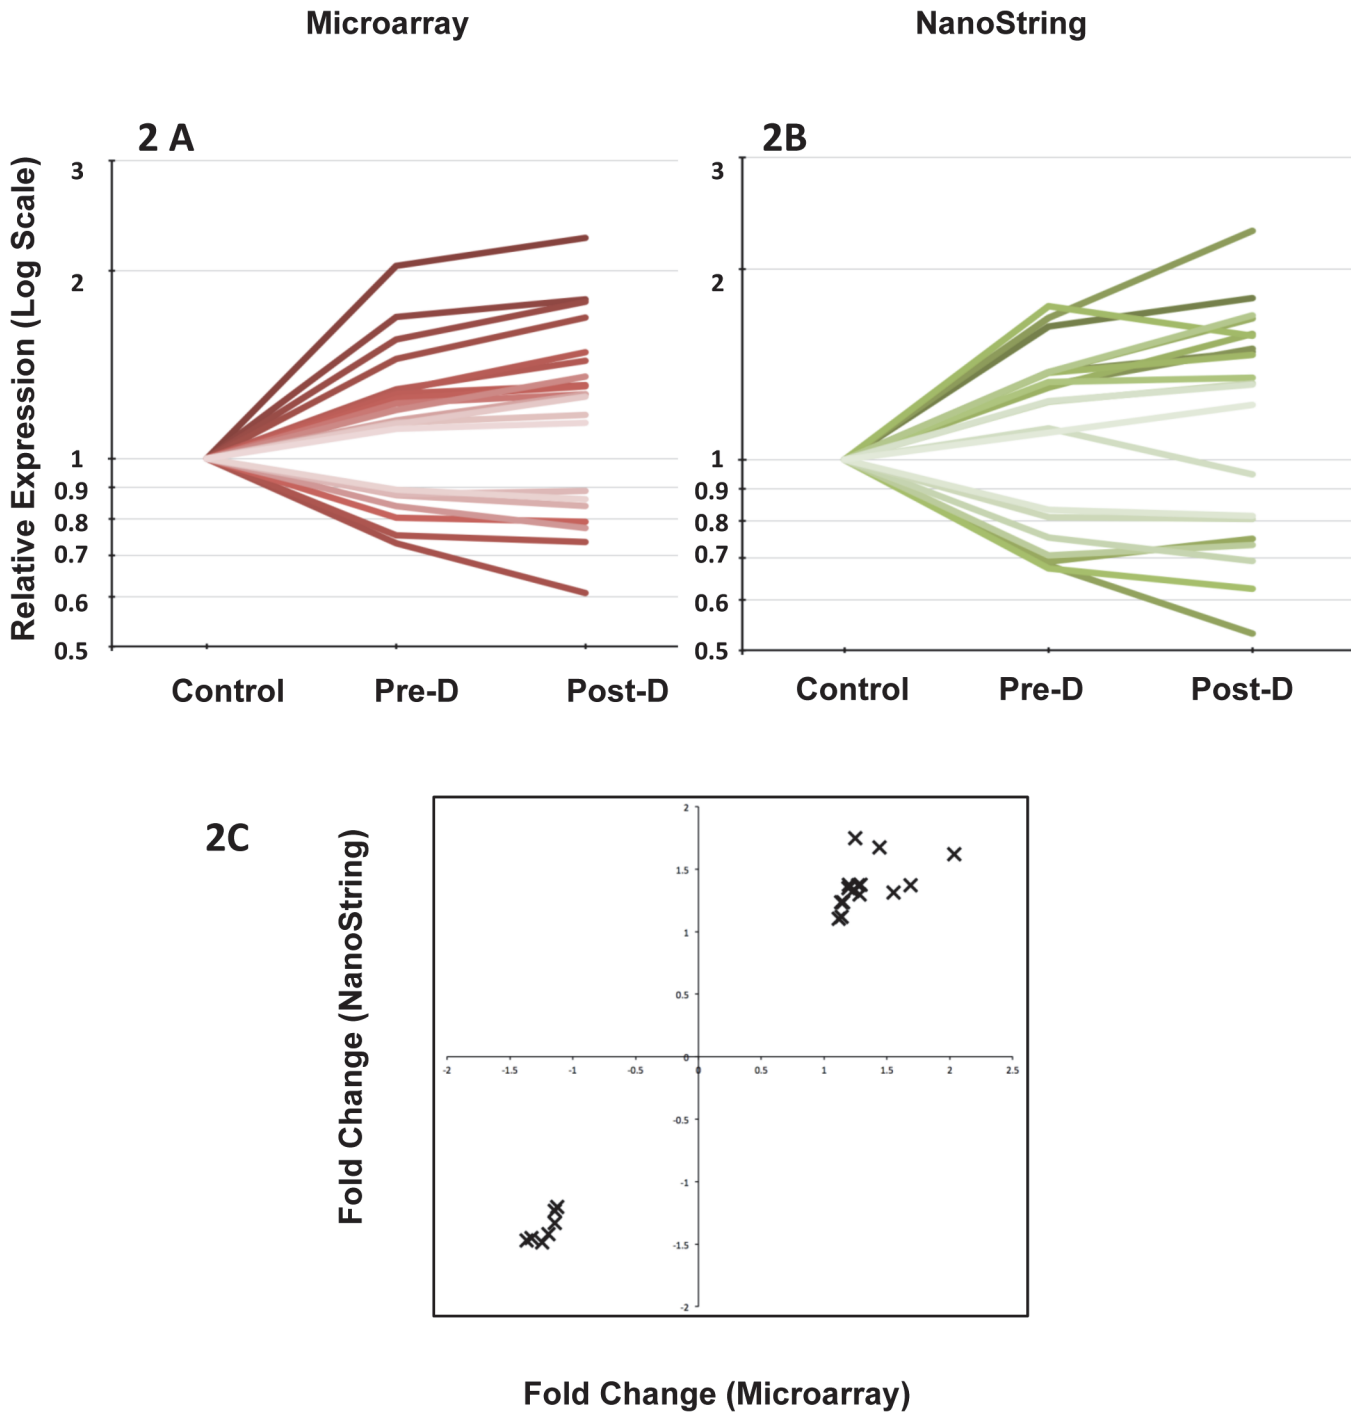 Microarray
NanoString
2 A
2B
Relative Expression (Log Scale)
3
2
1
0.9
0.8
0.7
0.6
0.5
Control
Pre-D
Post-D
3
2
1
0.9
0.8
0.7
0.6
0.5
Control
Pre-D
Post-D
2C
Fold Change (NanoString)
2
1.5
1
0.5
0
-0.5
-1
-1.5
-2
-2
-1.5
-1
-0.5
0
0.5
1
1.5
2
2.5
Fold Change (Microarray)